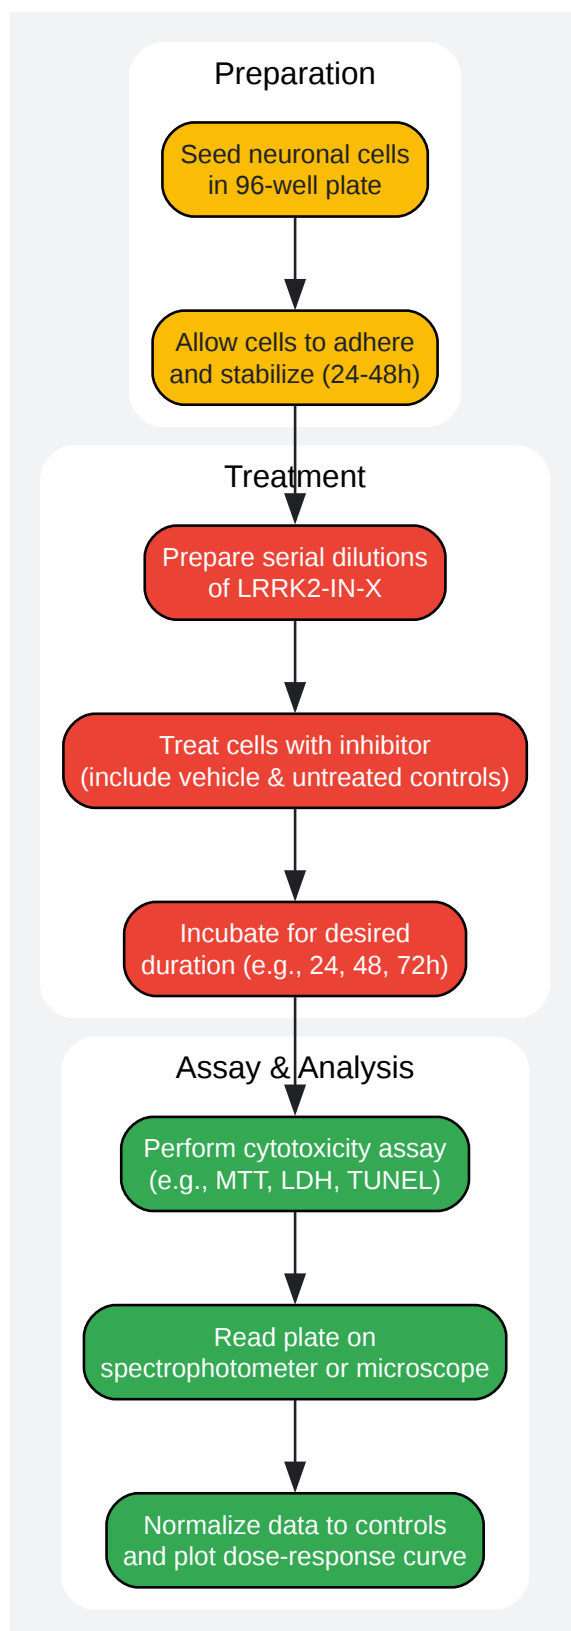 Preparation
Seed neuronal cells
in 96-well plate
Allow cells to adhere
and stabilize (24-48h)
Treatment
Prepare serial dilutions
of LRRK2-IN-X
Treat cells with inhibitor
(include vehicle & untreated controls)
Incubate for desired
duration (e.g., 24, 48, 72h)
Assay & Analysis
Perform cytotoxicity assay
(e.g., MTT, LDH, TUNEL)
Read plate on
spectrophotometer or microscope
Normalize data to controls
and plot dose-response curve